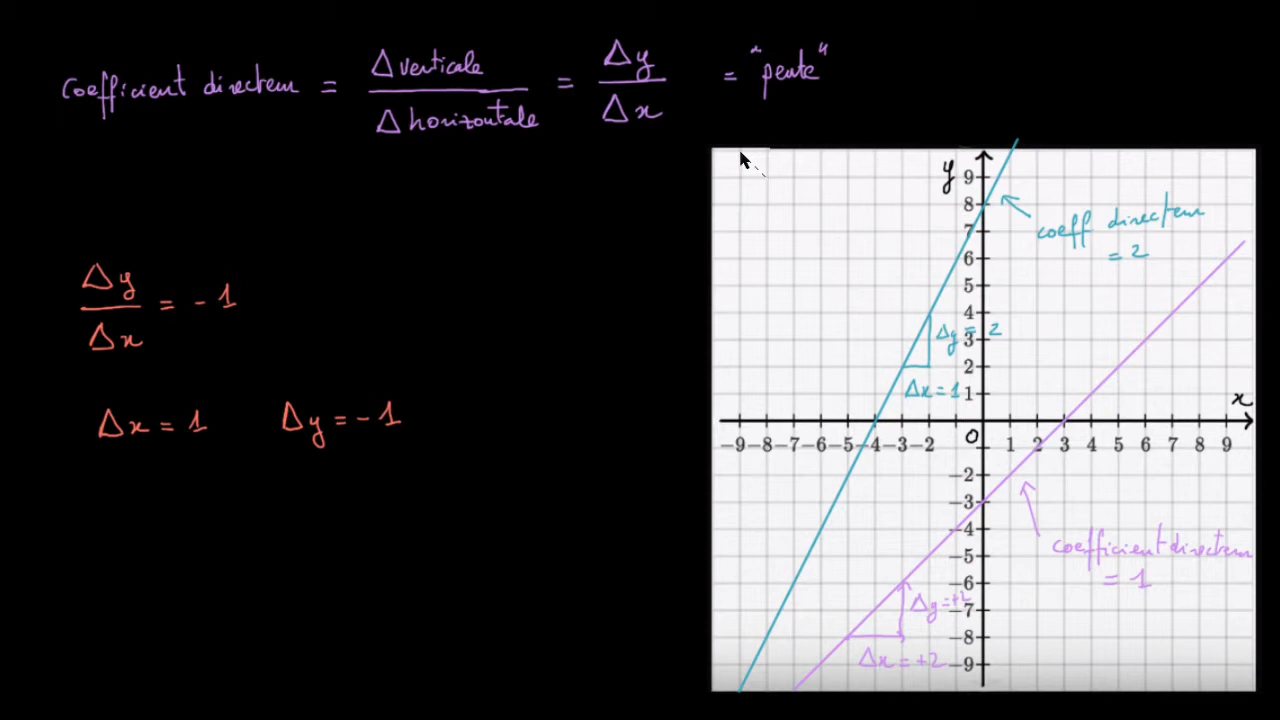 coefficient directeur = Δ verticale / Δ horizontale = Δy / Δx = "pente"
Δy / Δx = - 1
Δx = 1 Δy = - 1
y
9
8
7
6
5
4
3
2
1
coeff directeur
= 2
Δy = 2
Δx = 1
x
−9 −8 −7 −6 −5 −4 −3 −2 0 1 2 3 4 5 6 7 8 9
−2
−3
−4
−5
−6
−7
−8
−9
coefficient directeur
= 1
Δy = +2
Δx = +2